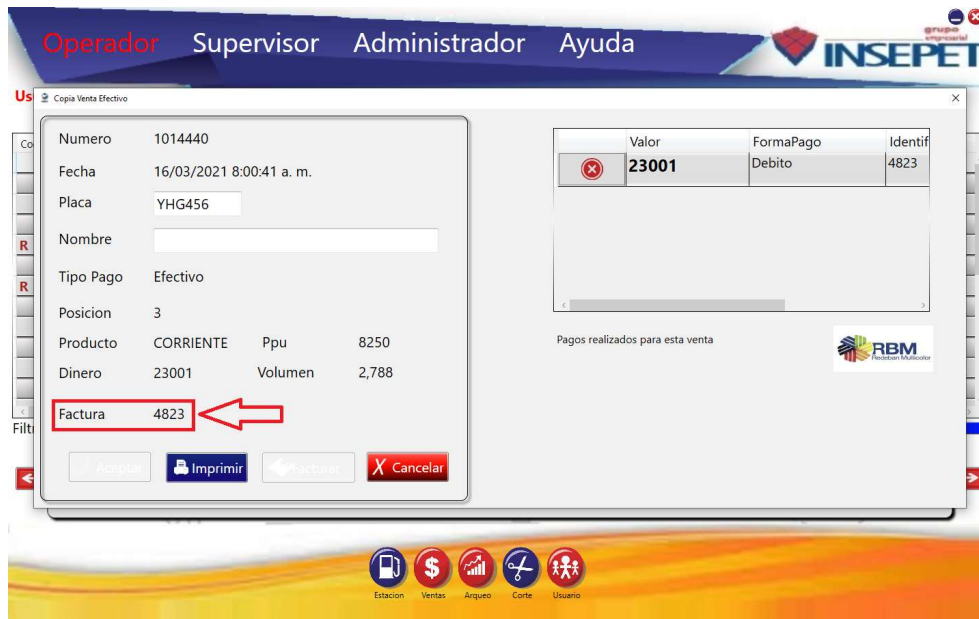 Operador Supervisor Administrador Ayuda
grupo
empresarial
INSEPET
Us
Copia Venta Efectivo
Co
Numero 1014440
Fecha 16/03/2021 8:00:41 a. m.
Placa YHG456
Nombre
Tipo Pago Efectivo
Posicion 3
Producto CORRIENTE Ppu 8250
Dinero 23001 Volumen 2,788
Factura 4823
Aceptar Imprimir Facturar X Cancelar
Valor FormaPago Identif
23001 Debito 4823
Pagos realizados para esta venta
RBM
Redeban Multicolor
R
R
Filt
Estacion Ventas Arqueo Corte Usuario